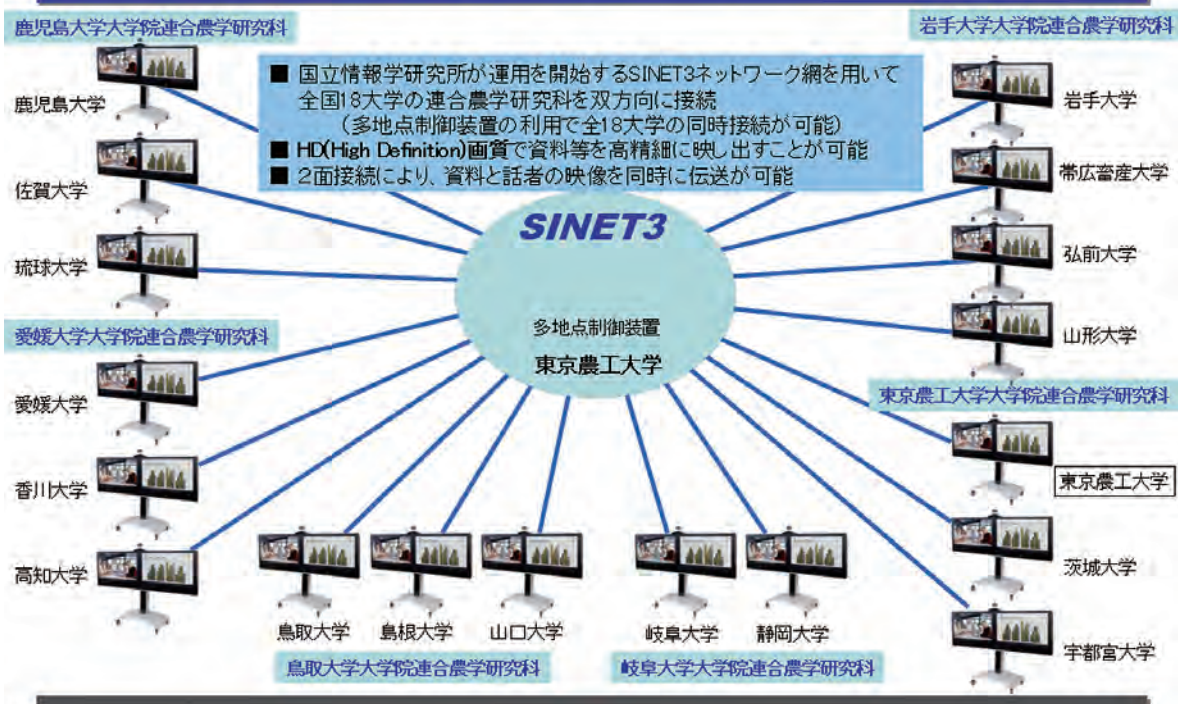 鹿児島大学大学院連合農学研究科
鹿児島大学
佐賀大学
琉球大学
愛媛大学大学院連合農学研究科
愛媛大学
香川大学
高知大学
■ 国立情報学研究所が運用を開始するSINET3ネットワーク網を用いて
全国18大学の連合農学研究科を双方向に接続
(多地点制御装置の利用で全18大学の同時接続が可能)
■ HD(High Definition)画質で資料等を高精細に映し出すことが可能
■ 2面接続により、資料と話者の映像を同時に伝送が可能
SINET3
多地点制御装置
東京農工大学
鳥取大学 島根大学 山口大学
鳥取大学大学院連合農学研究科
岐阜大学 静岡大学
岐阜大学大学院連合農学研究科
岩手大学大学院連合農学研究科
岩手大学
帯広畜産大学
弘前大学
山形大学
東京農工大学大学院連合農学研究科
東京農工大学
茨城大学
宇都宮大学